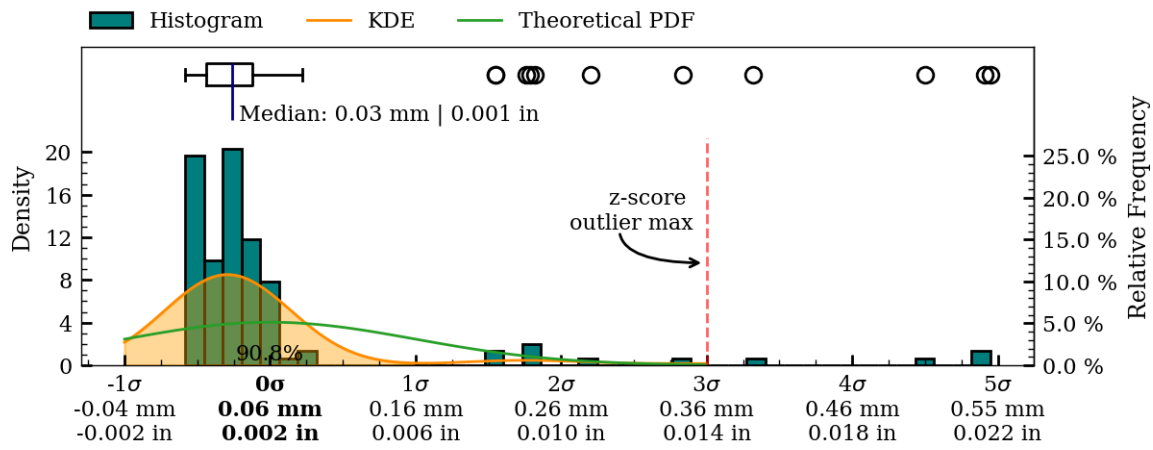 Histogram KDE Theoretical PDF
Median: 0.03 mm | 0.001 in
Density
20
16
12
8
4
0
z-score
outlier max
90.8%
25.0 %
20.0 %
15.0 %
10.0 %
5.0 %
0.0 %
Relative Frequency
-1σ 0σ 1σ 2σ 3σ 4σ 5σ
-0.04 mm 0.06 mm 0.16 mm 0.26 mm 0.36 mm 0.46 mm 0.55 mm
-0.002 in 0.002 in 0.006 in 0.010 in 0.014 in 0.018 in 0.022 in